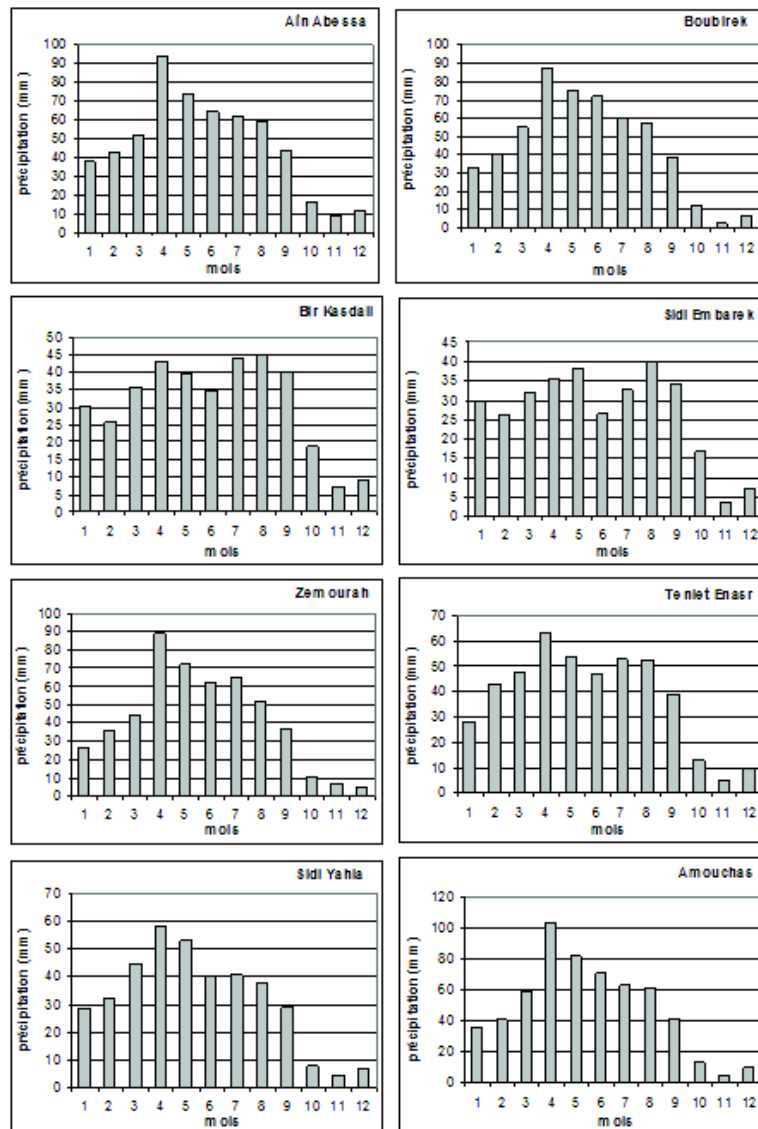 Aïn Abessa
précipitation (mm)
100
90
80
70
60
50
40
30
20
10
0
1 2 3 4 5 6 7 8 9 10 11 12
mois
Boubirek
précipitation (mm)
100
90
80
70
60
50
40
30
20
10
0
1 2 3 4 5 6 7 8 9 10 11 12
mois
Bir Kasdali
précipitation (mm)
50
45
40
35
30
25
20
15
10
5
0
1 2 3 4 5 6 7 8 9 10 11 12
mois
Sidi Embarek
précipitation (mm)
45
40
35
30
25
20
15
10
5
0
1 2 3 4 5 6 7 8 9 10 11 12
mois
Zemourah
précipitation (mm)
100
90
80
70
60
50
40
30
20
10
0
1 2 3 4 5 6 7 8 9 10 11 12
mois
Teniet Enasr
précipitation (mm)
70
60
50
40
30
20
10
0
1 2 3 4 5 6 7 8 9 10 11 12
mois
Sidi Yahia
précipitation (mm)
70
60
50
40
30
20
10
0
1 2 3 4 5 6 7 8 9 10 11 12
mois
Amouchas
précipitation (mm)
120
100
80
60
40
20
0
1 2 3 4 5 6 7 8 9 10 11 12
mois